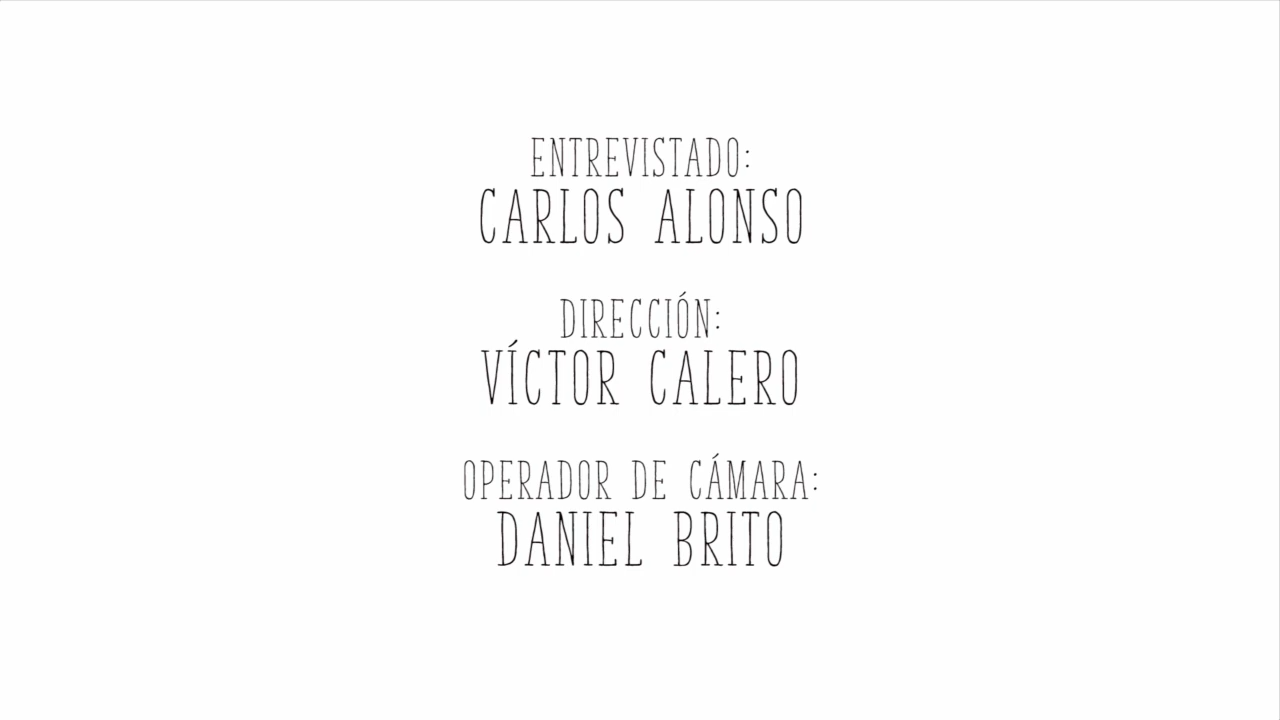 ENTREVISTADO:
CARLOS ALONSO
DIRECCIÓN:
VÍCTOR CALERO
OPERADOR DE CÁMARA:
DANIEL BRITO